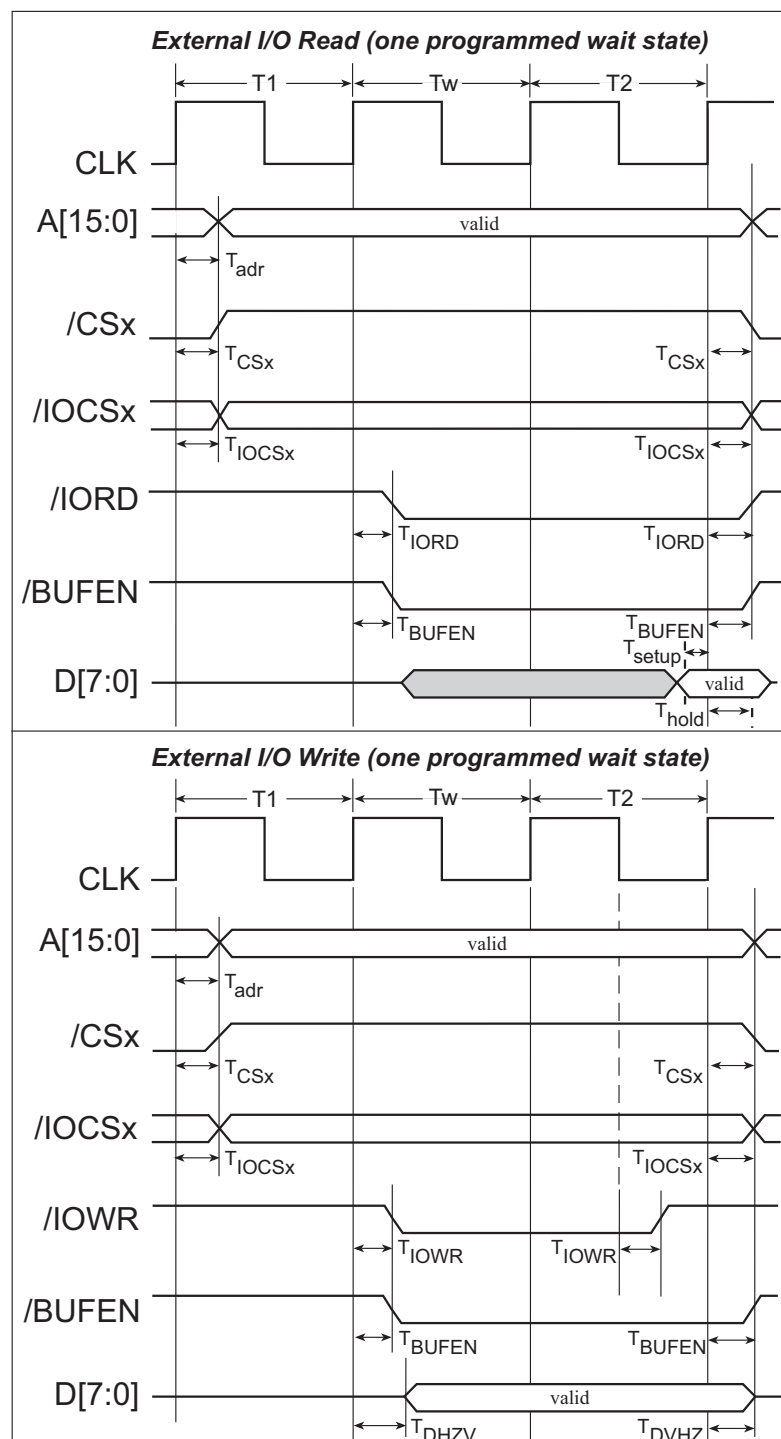 External I/O Read (one programmed wait state)
T1 Tw T2
CLK
A[15:0] valid
Tadr
/CSx
TCSx TCSx
/IOCSx
TIOCSx TIOCSx
/IORD
TIORD TIORD
/BUFEN
TBUFEN TBUFEN
Tsetup
D[7:0] valid
Thold
External I/O Write (one programmed wait state)
T1 Tw T2
CLK
A[15:0] valid
Tadr
/CSx
TCSx TCSx
/IOCSx
TIOCSx TIOCSx
/IOWR
TIOWR TIOWR
/BUFEN
TBUFEN TBUFEN
D[7:0] valid
TDHZV TDVHZ